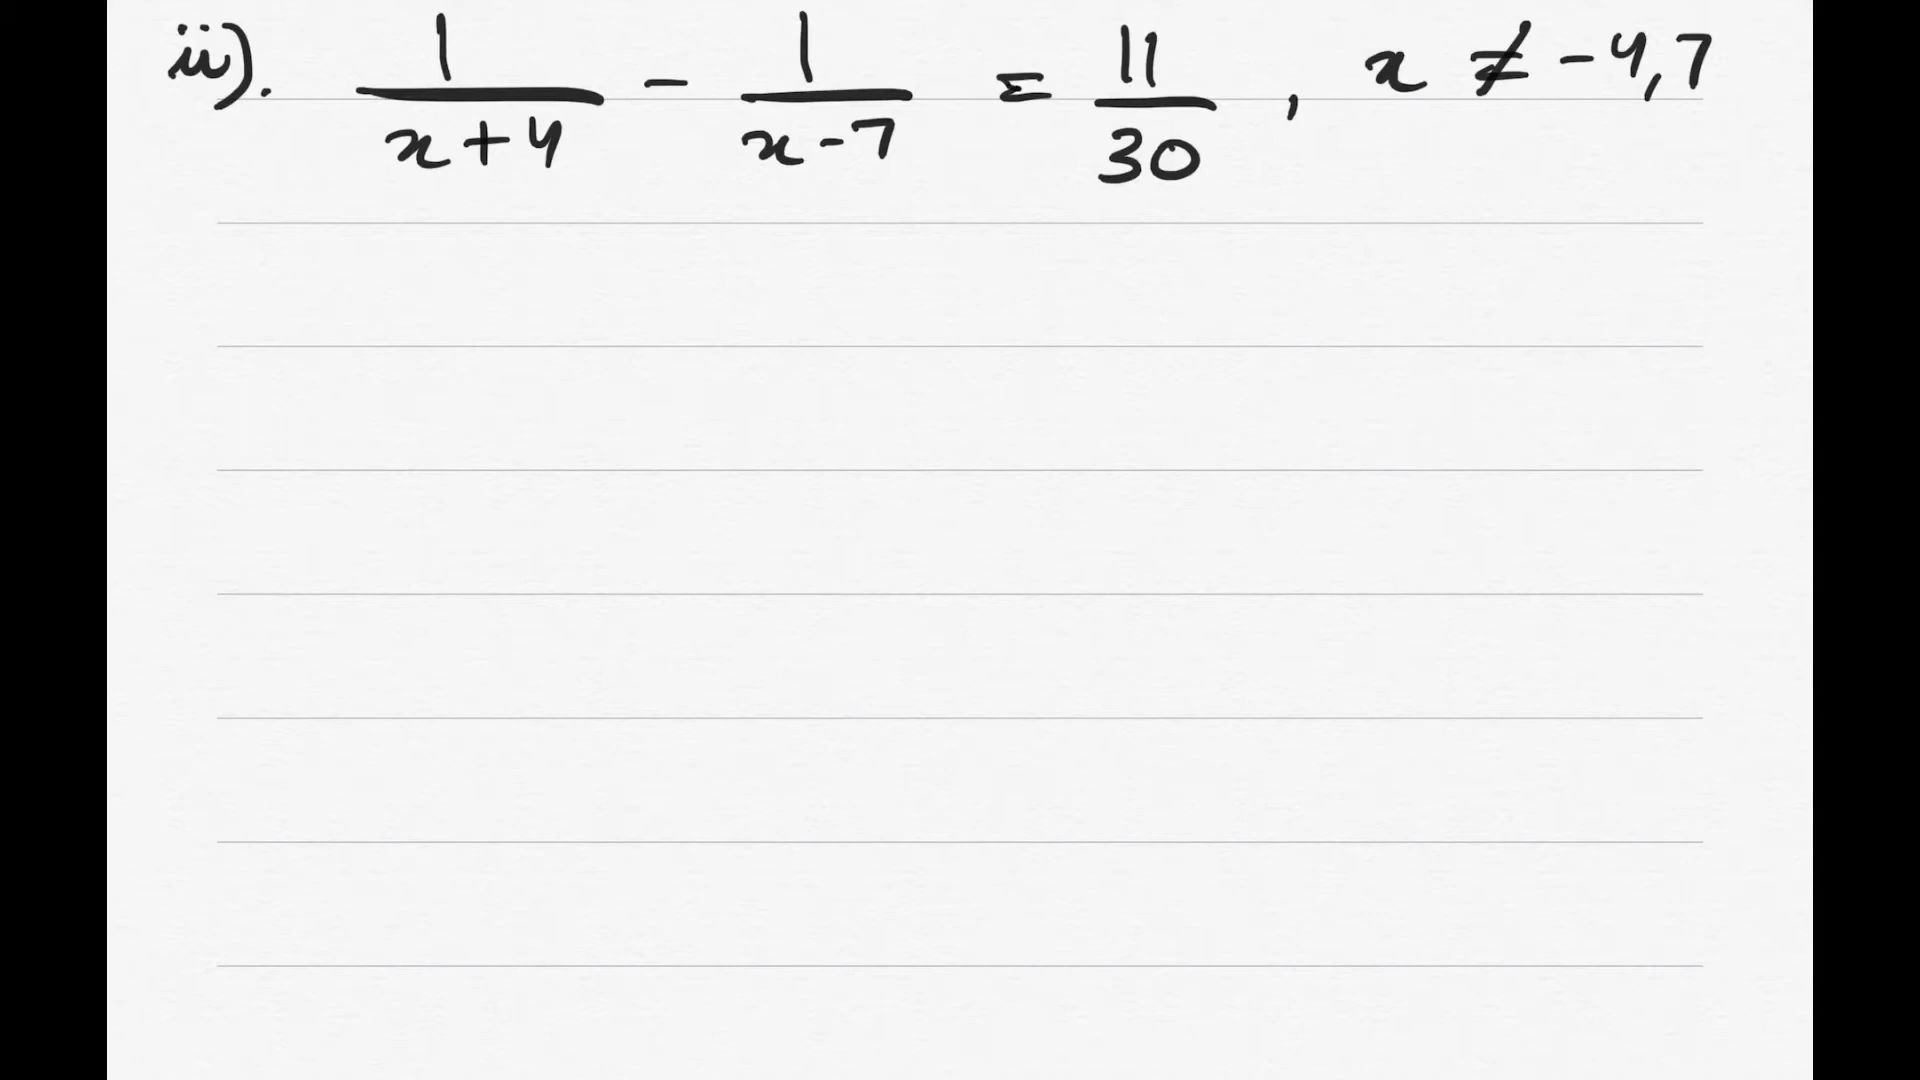 ii). 1/(x+4) - 1/(x-7) = 11/30 , x ≠ -4,7